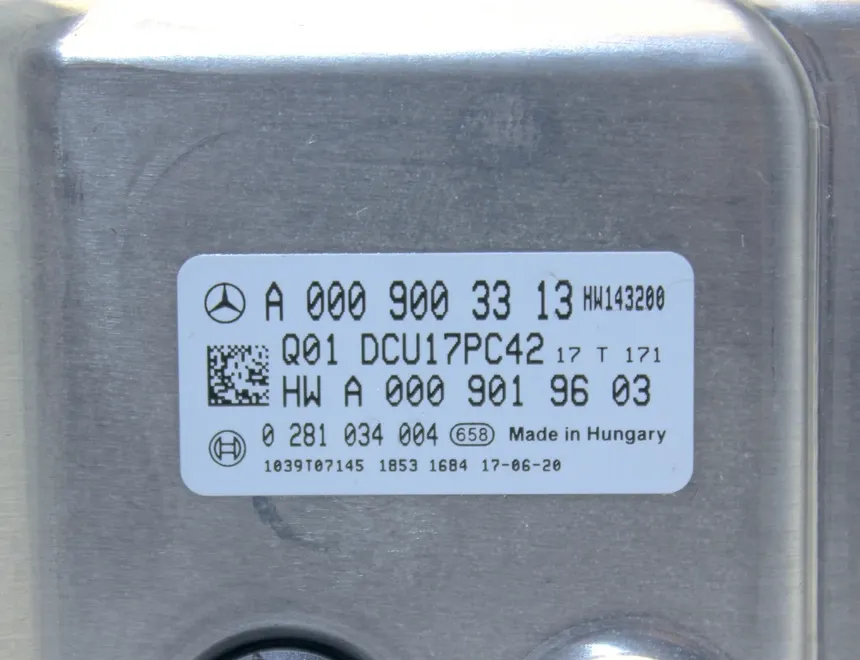 A 000 900 33 13 HW143200
Q01 DCU17PC42 17 T 171
HW A 000 901 96 03
0 281 034 004 658 Made in Hungary
1039T07145 1853 1684 17-06-20